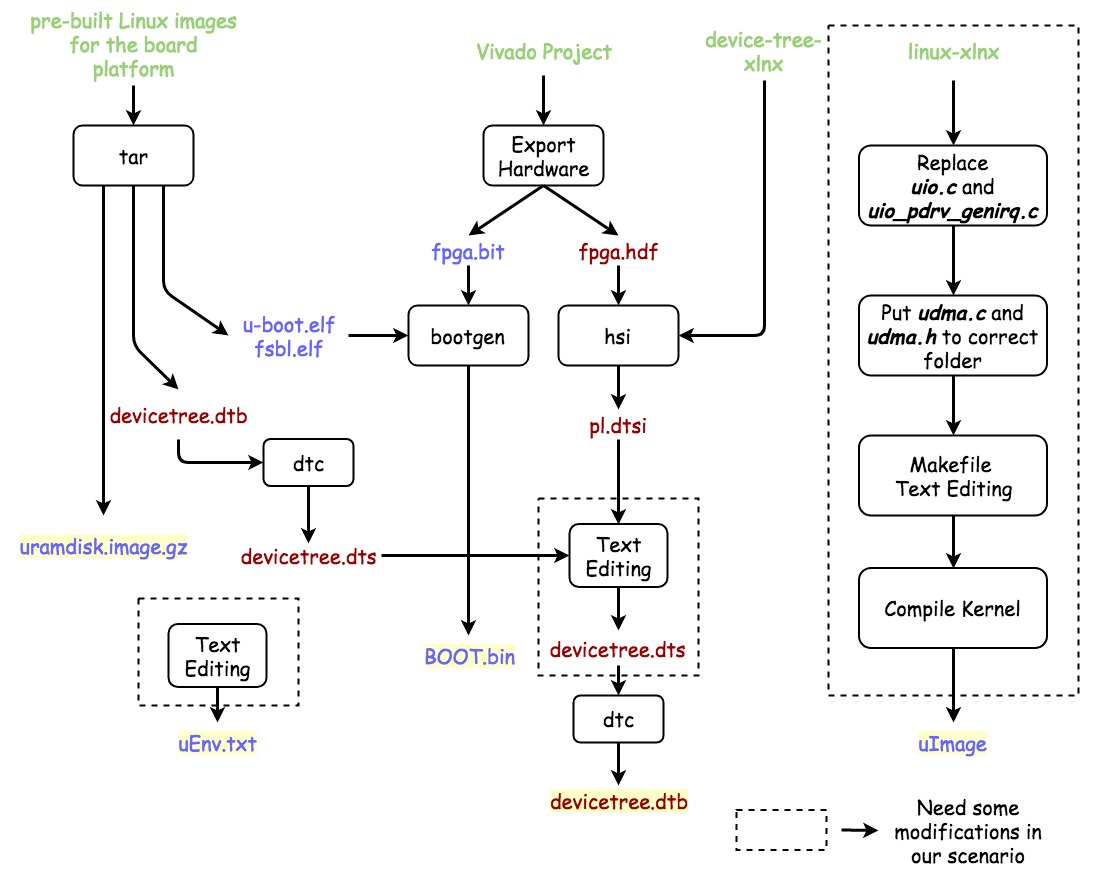 pre-built Linux images
for the board
platform
Vivado Project
device-tree-
xlnx
linux-xlnx
tar
Export
Hardware
Replace
uio.c and
uio_pdrv_genirq.c
fpga.bit
fpga.hdf
u-boot.elf
fsbl.elf
bootgen
hsi
Put udma.c and
udma.h to correct
folder
devicetree.dtb
pl.dtsi
dtc
Makefile
Text Editing
uramdisk.image.gz
devicetree.dts
Text
Editing
Compile Kernel
Text
Editing
BOOT.bin
devicetree.dts
uEnv.txt
dtc
uImage
devicetree.dtb
Need some
modifications in
our scenario